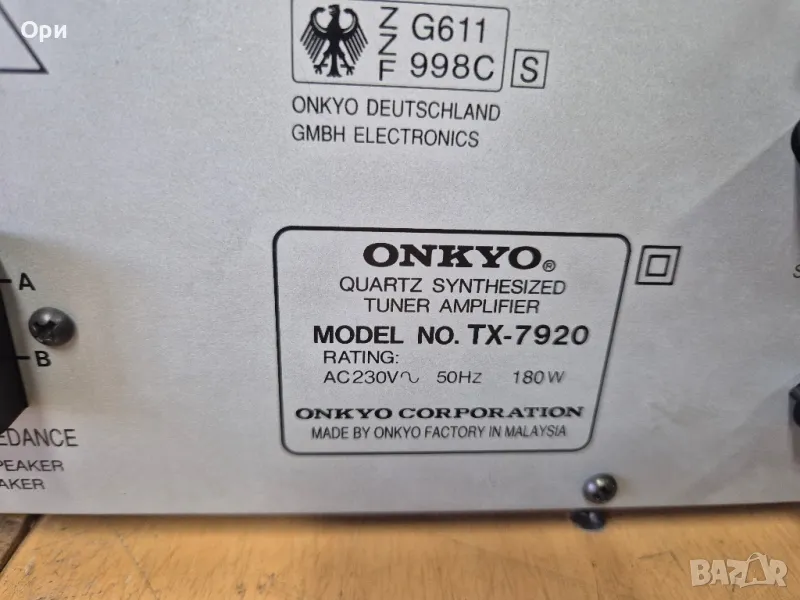 Ори
Z
Z
F
G611
998C
S
ONKYO DEUTSCHLAND
GMBH ELECTRONICS
ONKYO®
QUARTZ SYNTHESIZED
TUNER AMPLIFIER
MODEL NO. TX-7920
RATING:
AC230V∿ 50Hz 180W
ONKYO CORPORATION
MADE BY ONKYO FACTORY IN MALAYSIA
A
B
EDANCE
PEAKER
AKER
BAZAR